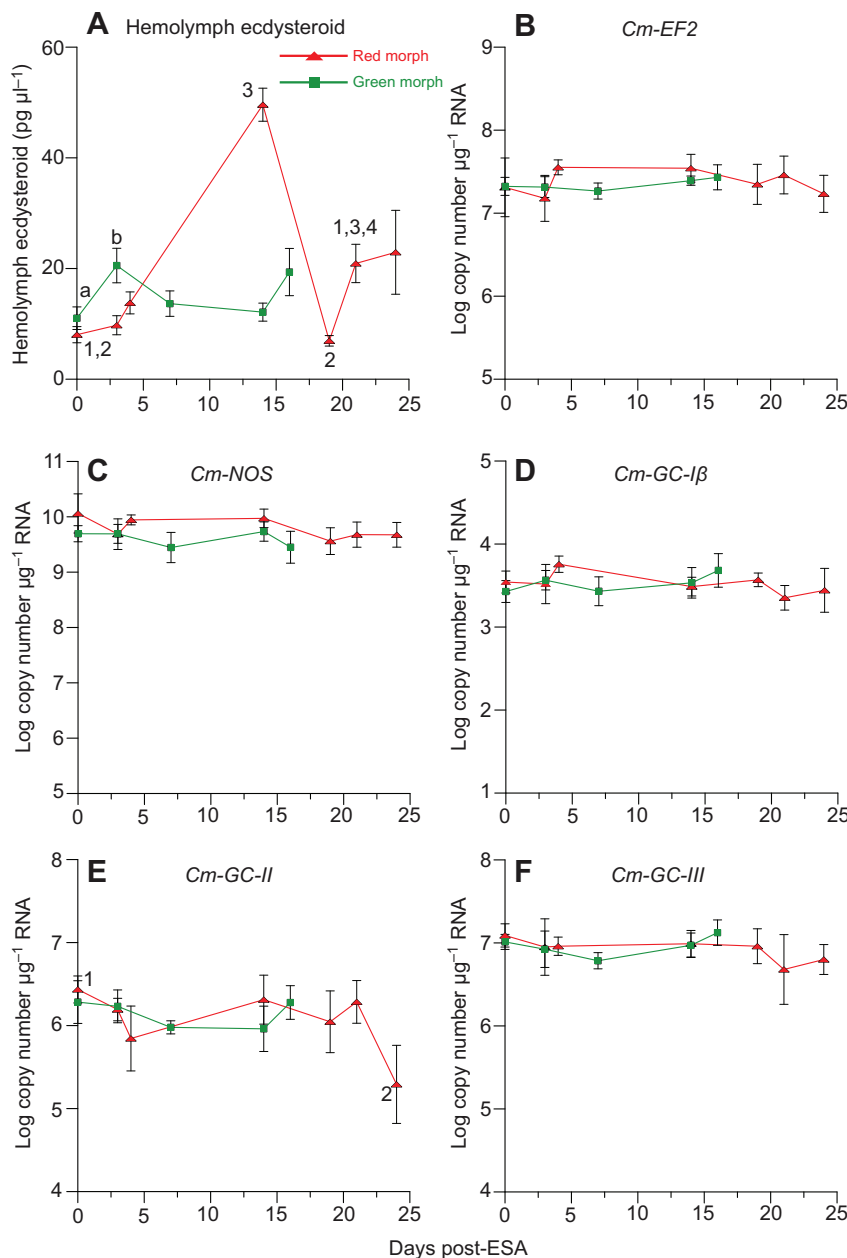 A Hemolymph ecdysteroid
Red morph
Green morph
Hemolymph ecdysteroid (pg µl⁻¹)
60
40
20
0
0 5 10 15 20 25
a
b
1,2
3
2
1,3,4
B Cm-EF2
Log copy number µg⁻¹ RNA
9
7
5
0 5 10 15 20 25
C Cm-NOS
Log copy number µg⁻¹ RNA
11
10
9
8
7
6
5
0 5 10 15 20 25
D Cm-GC-Iβ
Log copy number µg⁻¹ RNA
5
4
3
2
1
0 5 10 15 20 25
E Cm-GC-II
Log copy number µg⁻¹ RNA
8
7
6
5
4
0 5 10 15 20 25
1
2
F Cm-GC-III
Log copy number µg⁻¹ RNA
8
7
6
5
4
0 5 10 15 20 25
Days post-ESA